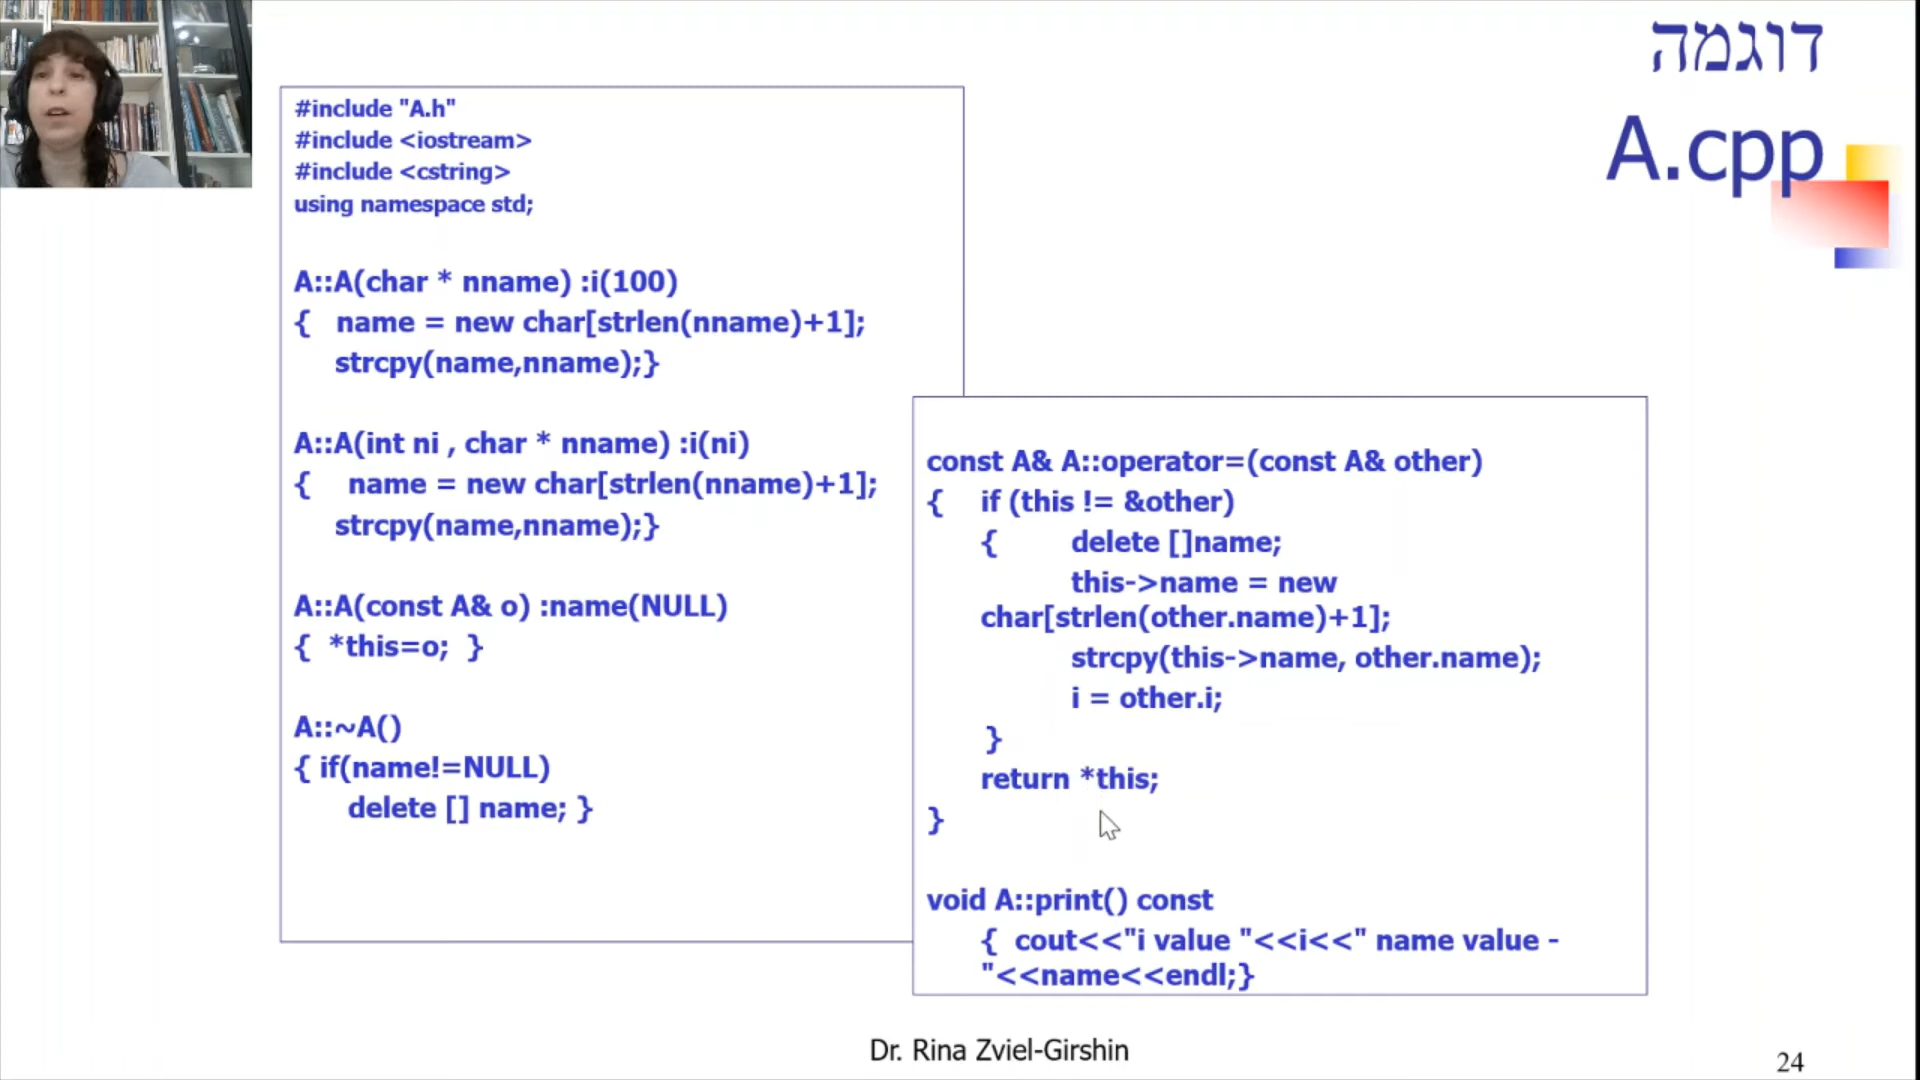 דוגמה
A.cpp
#include "A.h"
#include <iostream>
#include <cstring>
using namespace std;
A::A(char * nname) :i(100)
{ name = new char[strlen(nname)+1];
strcpy(name,nname);}
A::A(int ni , char * nname) :i(ni)
{ name = new char[strlen(nname)+1];
strcpy(name,nname);}
A::A(const A& o) :name(NULL)
{ *this=o; }
A::~A()
{ if(name!=NULL)
delete [] name; }
const A& A::operator=(const A& other)
{ if (this != &other)
{ delete []name;
this->name = new
char[strlen(other.name)+1];
strcpy(this->name, other.name);
i = other.i;
}
return *this;
}
void A::print() const
{ cout<<"i value "<<i<<" name value -
"<<name<<endl;}
Dr. Rina Zviel-Girshin
24